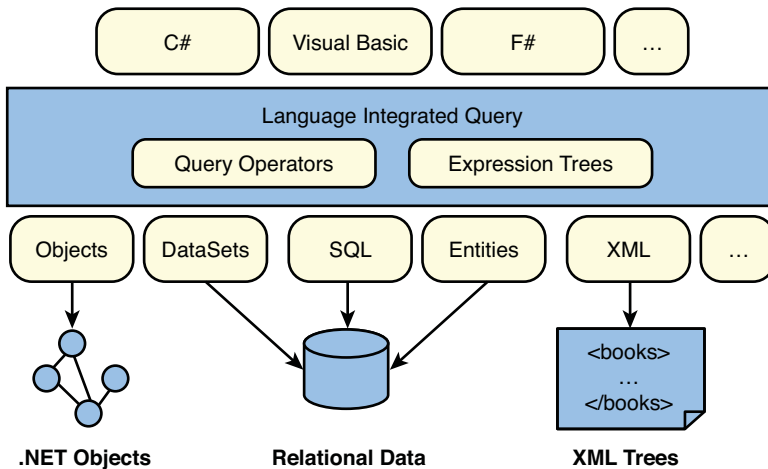 C#
Visual Basic
F#
…
Language Integrated Query
Query Operators
Expression Trees
Objects
DataSets
SQL
Entities
XML
…
<books>
…
</books>
.NET Objects
Relational Data
XML Trees